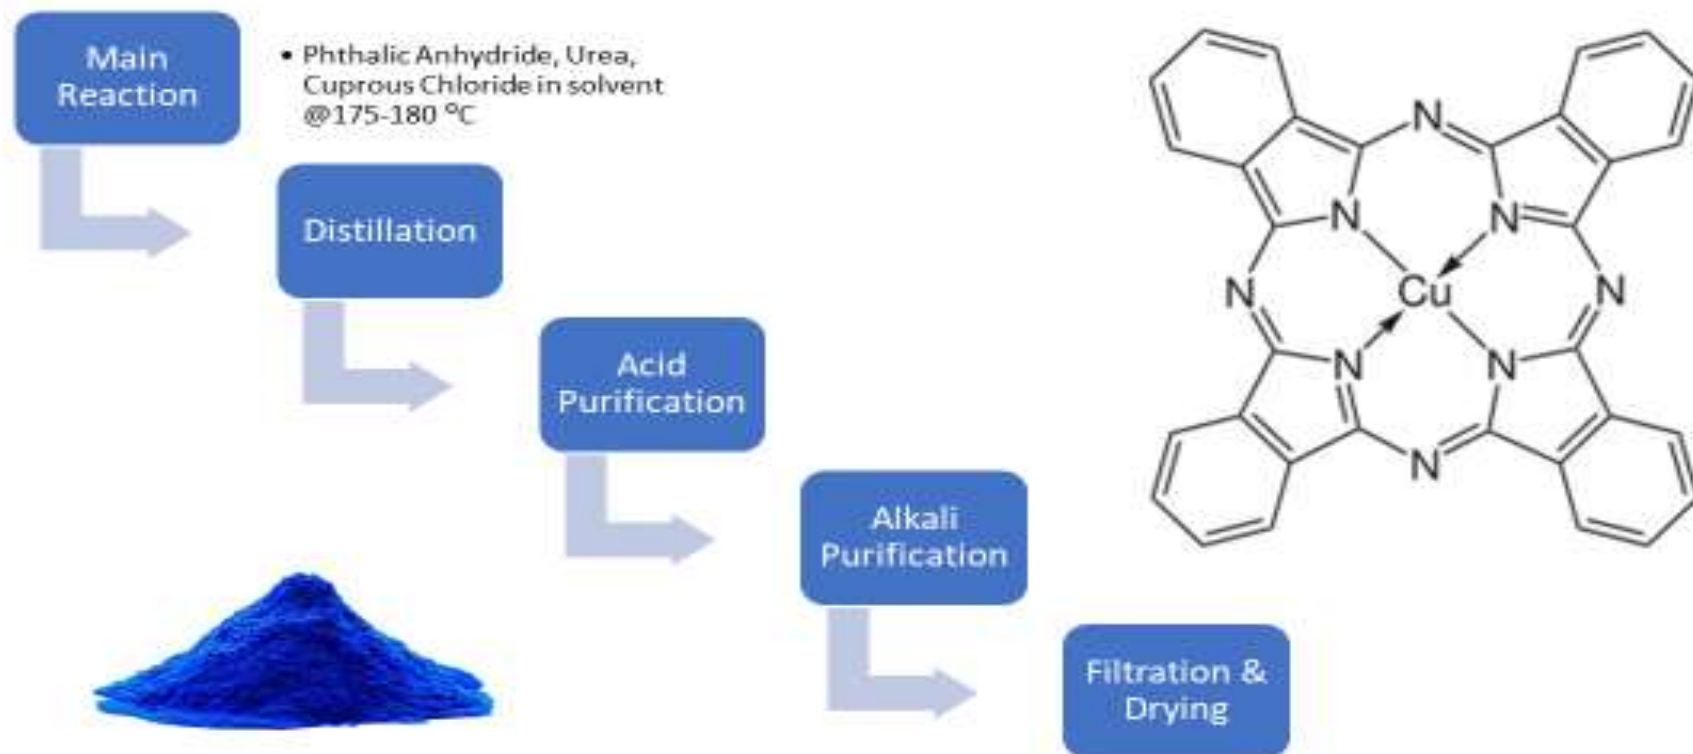 Main
Reaction
• Phthalic Anhydride, Urea,
Cuprous Chloride in solvent
@175-180 °C
Distillation
Acid
Purification
Alkali
Purification
Filtration &
Drying
N
N
N
Cu
N
N
N
N
N